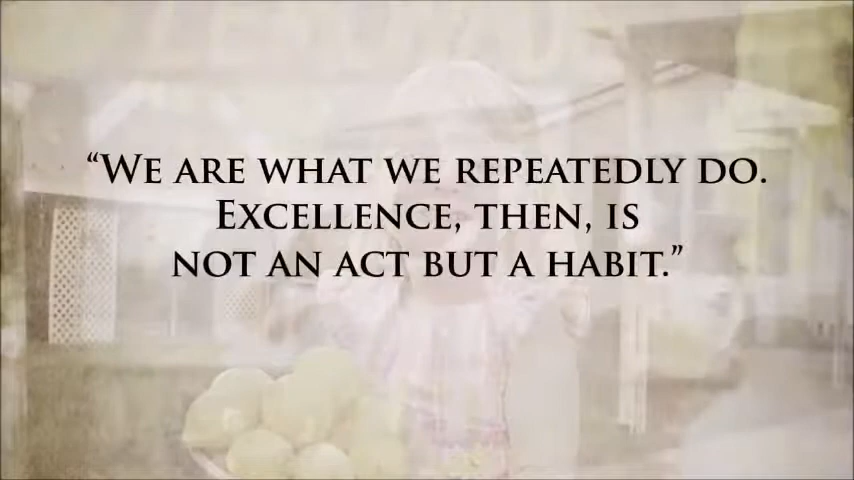 “WE ARE WHAT WE REPEATEDLY DO.
EXCELLENCE, THEN, IS
NOT AN ACT BUT A HABIT.”